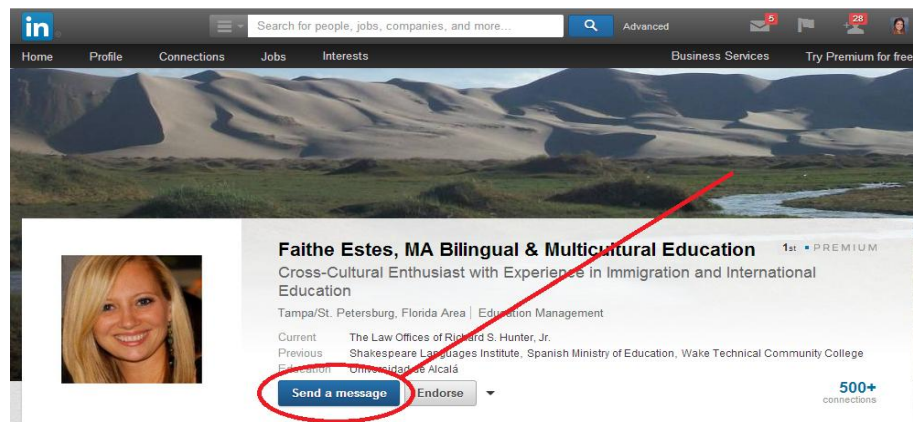 in
Search for people, jobs, companies, and more...
Advanced
5
28
Home Profile Connections Jobs Interests Business Services Try Premium for free
Faithe Estes, MA Bilingual & Multicultural Education 1st PREMIUM
Cross-Cultural Enthusiast with Experience in Immigration and International
Education
Tampa/St. Petersburg, Florida Area | Education Management
Current The Law Offices of Richard S. Hunter, Jr.
Previous Shakespeare Languages Institute, Spanish Ministry of Education, Wake Technical Community College
Education Universidad de Alcalá
Send a message Endorse
500+
connections